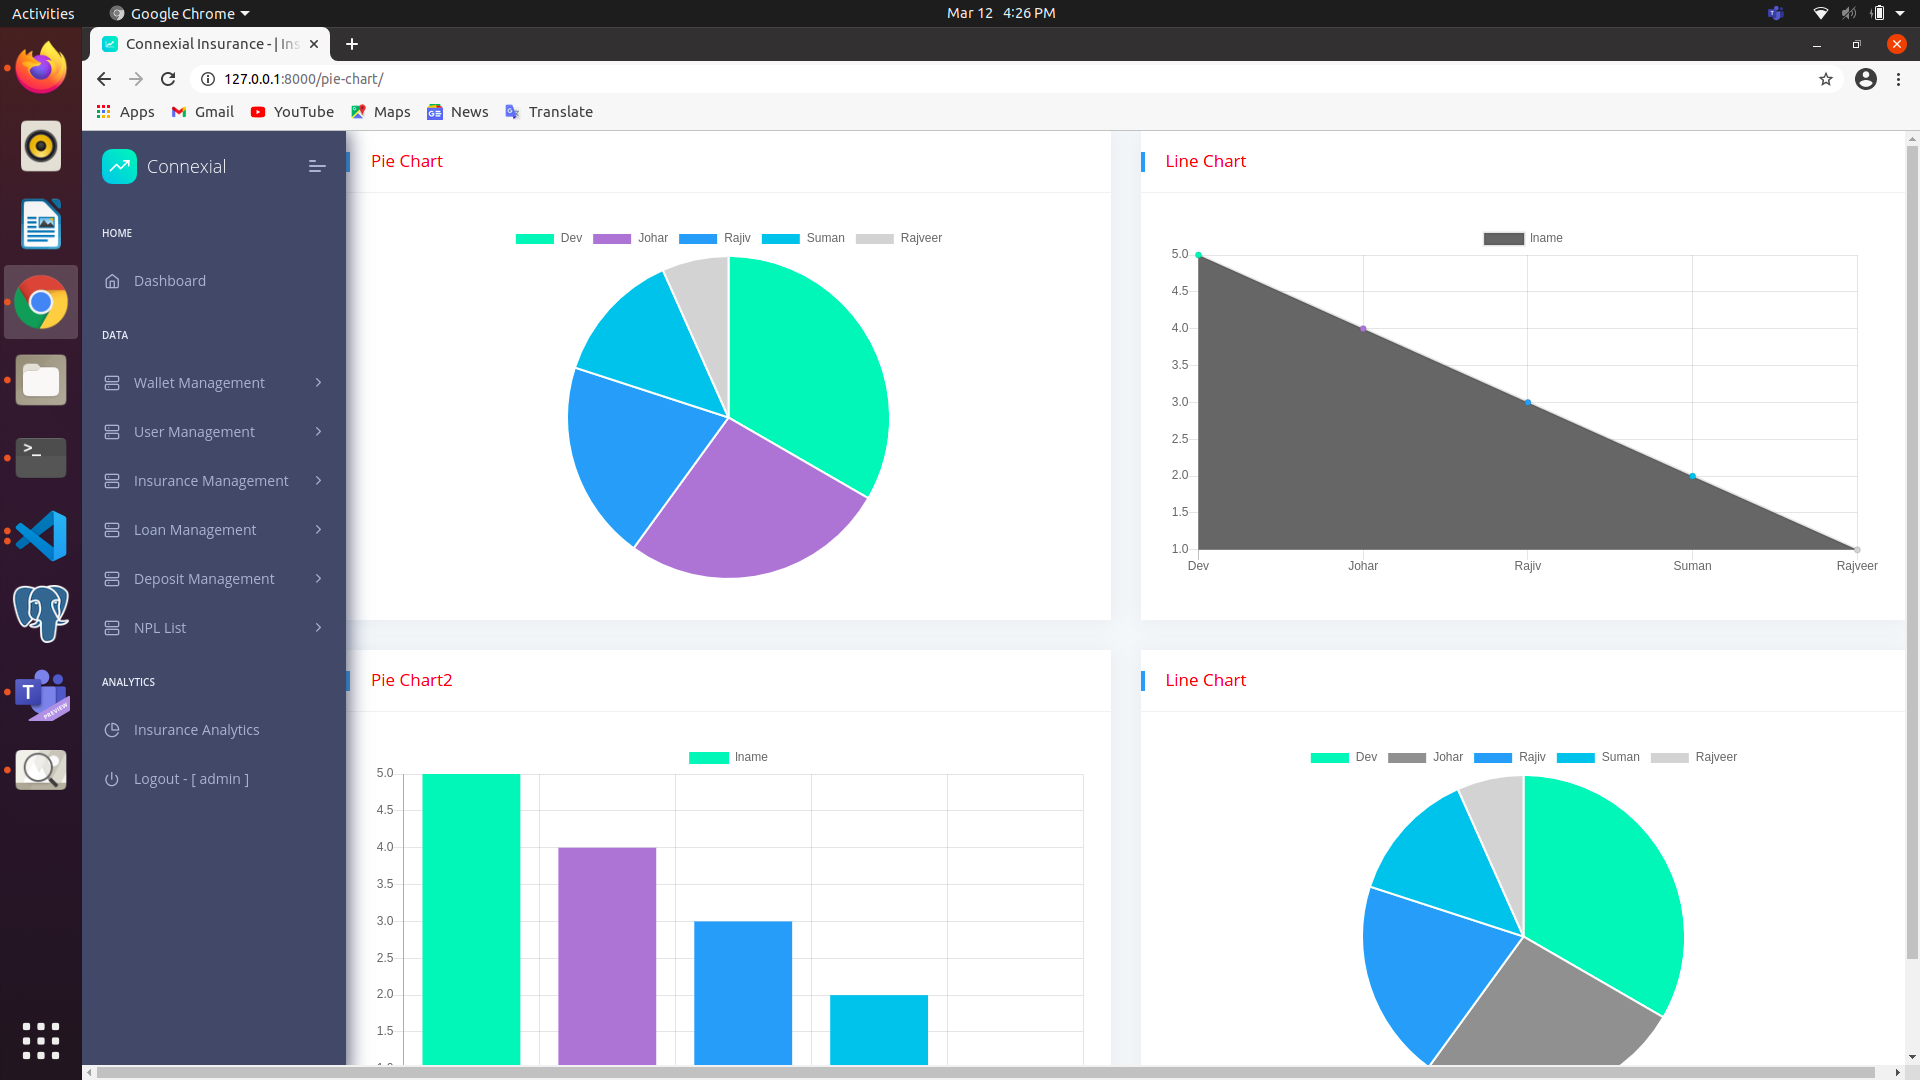 Activities
Google Chrome
Mar 12 4:26 PM
Connexial Insurance - | Ins
127.0.0.1:8000/pie-chart/
Apps Gmail YouTube Maps News Translate
Connexial
HOME
Dashboard
DATA
Wallet Management
User Management
Insurance Management
Loan Management
Deposit Management
NPL List
ANALYTICS
Insurance Analytics
Logout - [ admin ]
Pie Chart
Dev Johar Rajiv Suman Rajveer
Line Chart
lname
5.0
4.5
4.0
3.5
3.0
2.5
2.0
1.5
1.0
Dev Johar Rajiv Suman Rajveer
Pie Chart2
lname
5.0
4.5
4.0
3.5
3.0
2.5
2.0
1.5
Line Chart
Dev Johar Rajiv Suman Rajveer
>_
T
PREVIEW